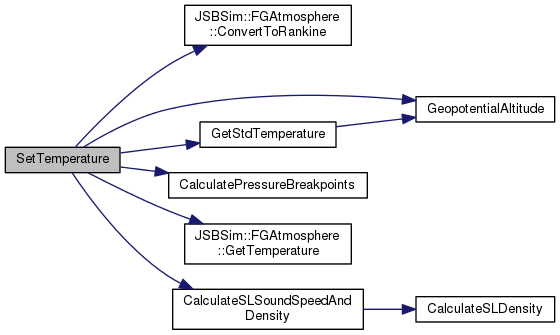 JSBSim::FGAtmosphere
::ConvertToRankine
GeopotentialAltitude
GetStdTemperature
SetTemperature
CalculatePressureBreakpoints
JSBSim::FGAtmosphere
::GetTemperature
CalculateSLSoundSpeedAnd
Density
CalculateSLDensity